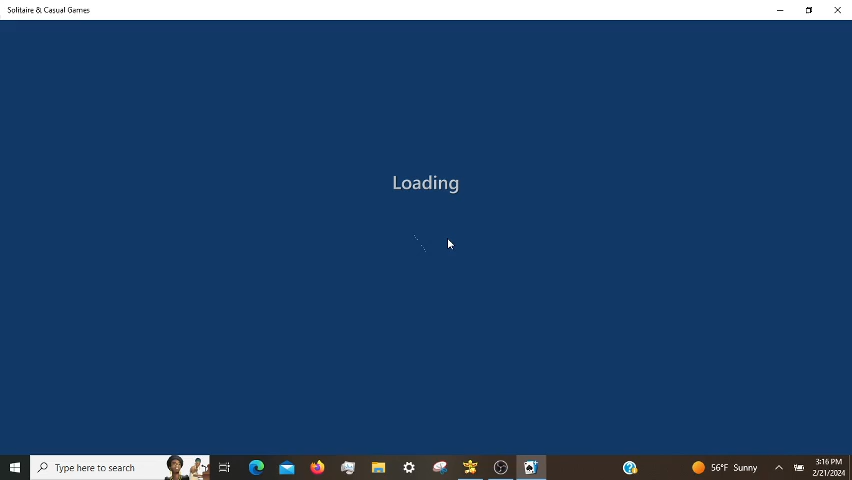 Solitaire & Casual Games
Loading
Type here to search
56°F Sunny
3:16 PM
2/21/2024